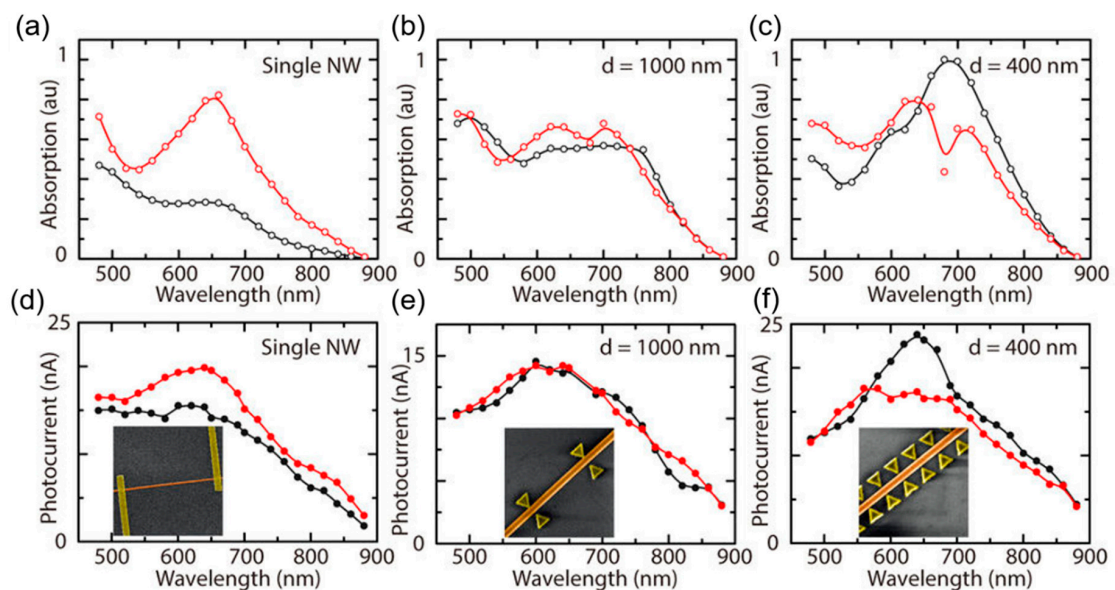 (a)
(b)
(c)
Single NW
d = 1000 nm
d = 400 nm
Absorption (au)
1
0
500 600 700 800 900
Wavelength (nm)
Absorption (au)
1
0
500 600 700 800 900
Wavelength (nm)
Absorption (au)
1
0
500 600 700 800 900
Wavelength (nm)
(d)
(e)
(f)
Single NW
d = 1000 nm
d = 400 nm
Photocurrent (nA)
25
0
500 600 700 800 900
Wavelength (nm)
Photocurrent (nA)
15
0
500 600 700 800 900
Wavelength (nm)
Photocurrent (nA)
25
0
500 600 700 800 900
Wavelength (nm)